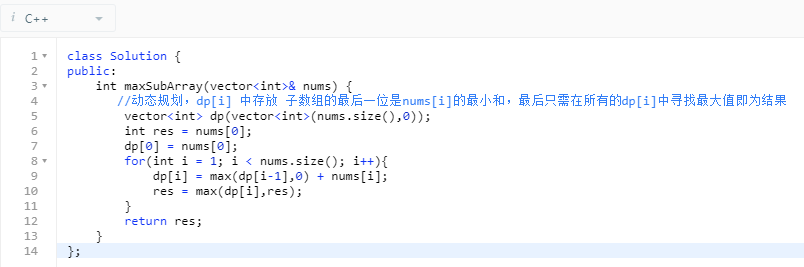 i C++
1 class Solution {
2 public:
3 int maxSubArray(vector<int>& nums) {
4 //动态规划，dp[i] 中存放 子数组的最后一位是nums[i]的最小和，最后只需在所有的dp[i]中寻找最大值即为结果
5 vector<int> dp(vector<int>(nums.size(),0));
6 int res = nums[0];
7 dp[0] = nums[0];
8 for(int i = 1; i < nums.size(); i++){
9 dp[i] = max(dp[i-1],0) + nums[i];
10 res = max(dp[i],res);
11 }
12 return res;
13 }
14 };